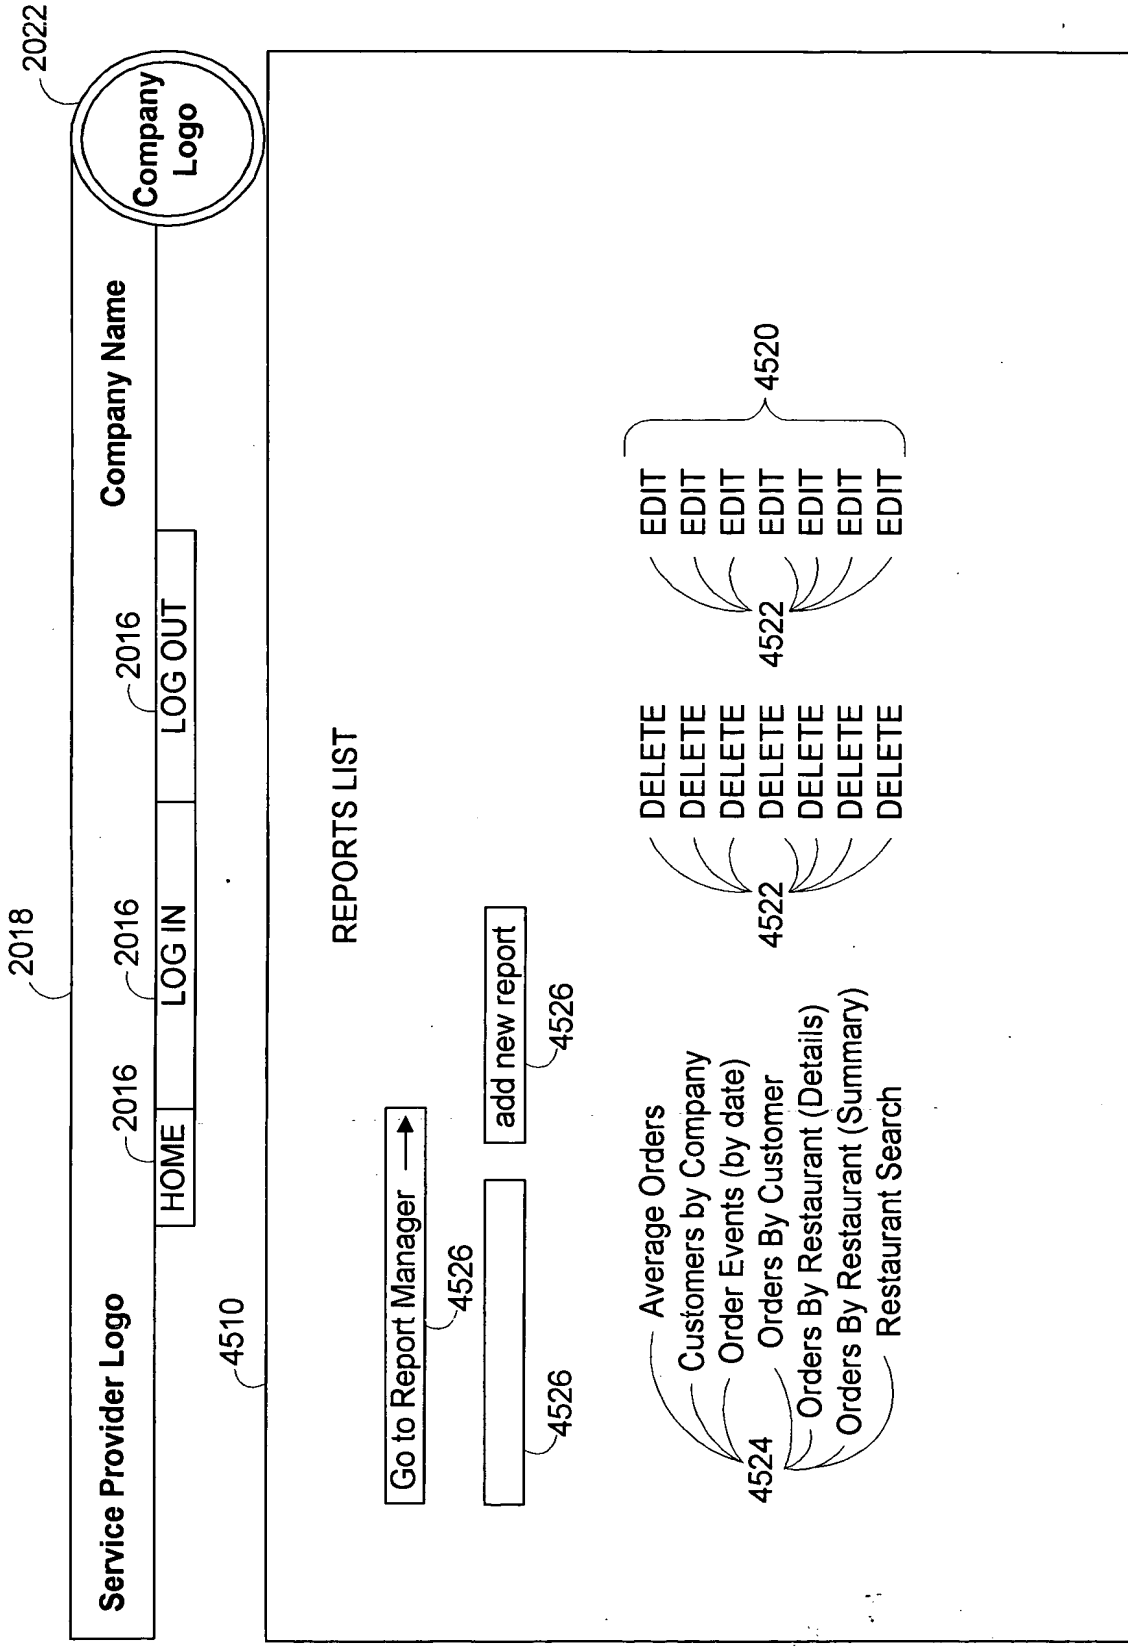 2018
2022
Service Provider Logo
Company Name
Company
Logo
2016
2016
2016
HOME
LOG IN
LOG OUT
4510
REPORTS LIST
Go to Report Manager
4526
add new report
4526
4526
Average Orders DELETE EDIT
Customers by Company DELETE EDIT
Order Events (by date) DELETE EDIT
4524 Orders By Customer 4522 DELETE 4522 EDIT 4520
Orders By Restaurant (Details) DELETE EDIT
Orders By Restaurant (Summary) DELETE EDIT
Restaurant Search DELETE EDIT